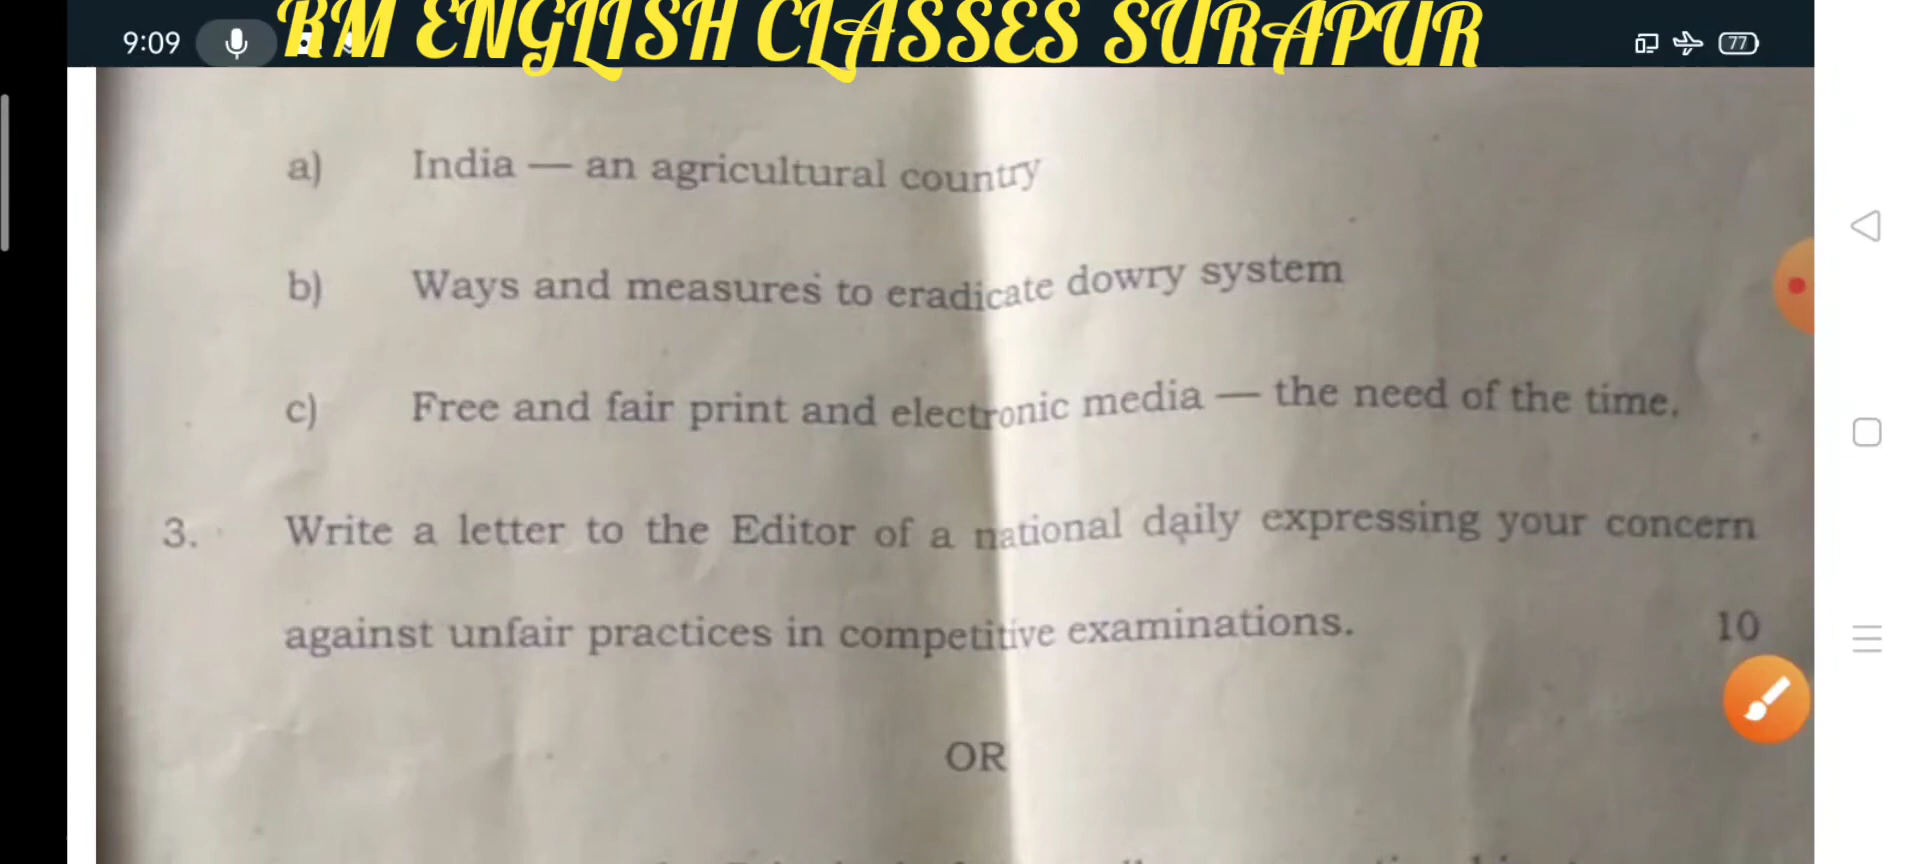 9:09
RM ENGLISH CLASSES SURAPUR
77
a) India — an agricultural country
b) Ways and measures to eradicate dowry system
c) Free and fair print and electronic media — the need of the time.
3. Write a letter to the Editor of a national daily expressing your concern
against unfair practices in competitive examinations. 10
OR